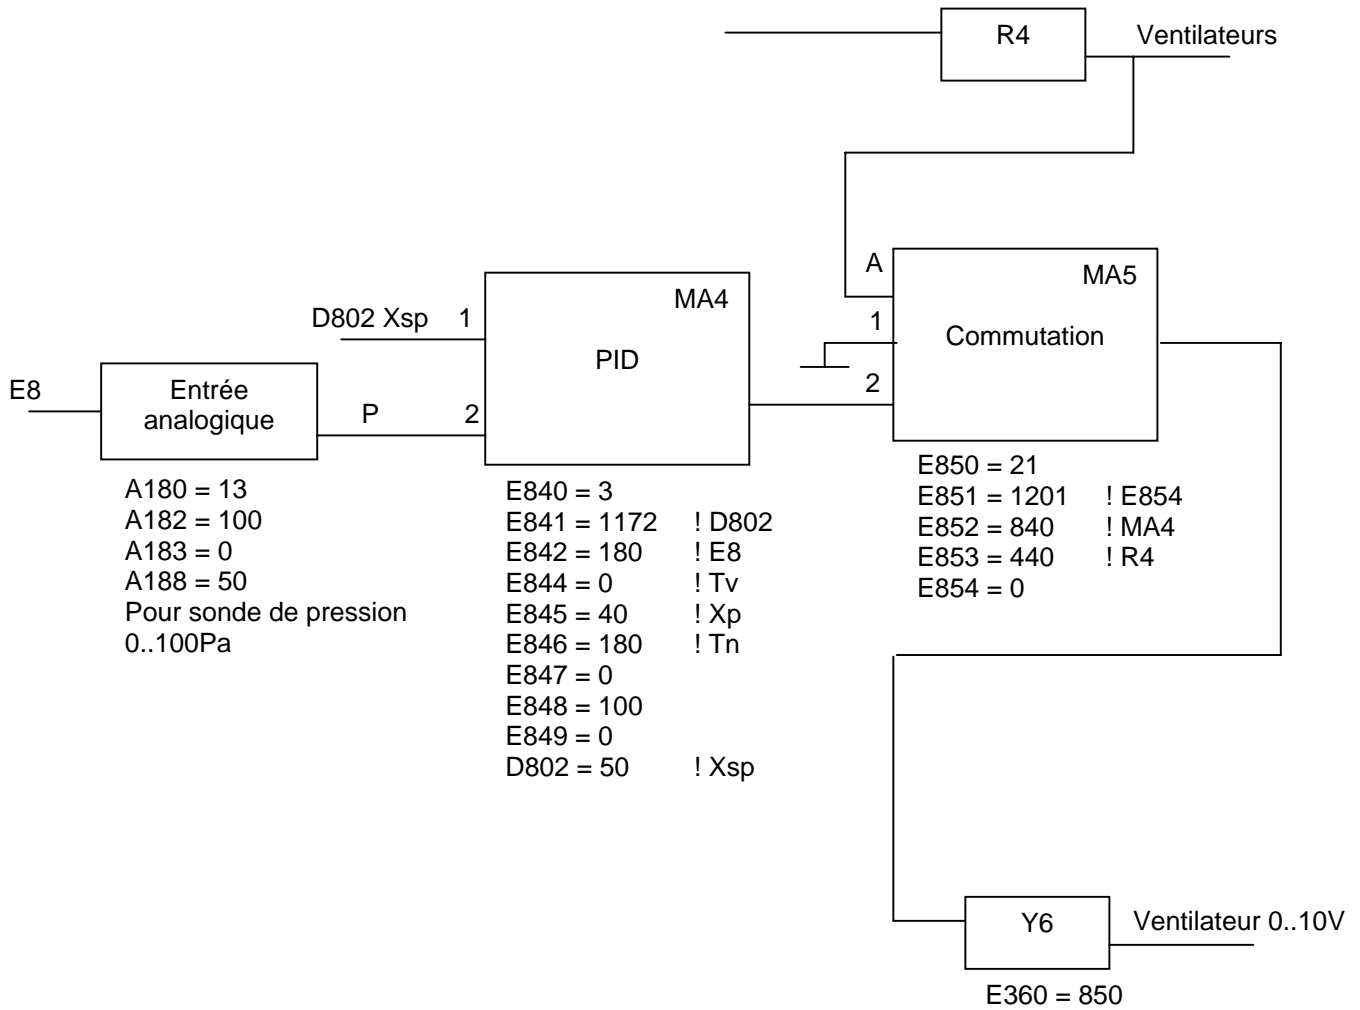 R4
Ventilateurs
A
MA5
1
Commutation
2
MA4
D802 Xsp 1
PID
2
E8
Entrée
analogique
P
A180 = 13
A182 = 100
A183 = 0
A188 = 50
Pour sonde de pression
0..100Pa
E840 = 3
E841 = 1172 ! D802
E842 = 180 ! E8
E844 = 0 ! Tv
E845 = 40 ! Xp
E846 = 180 ! Tn
E847 = 0
E848 = 100
E849 = 0
D802 = 50 ! Xsp
E850 = 21
E851 = 1201 ! E854
E852 = 840 ! MA4
E853 = 440 ! R4
E854 = 0
Y6
Ventilateur 0..10V
E360 = 850